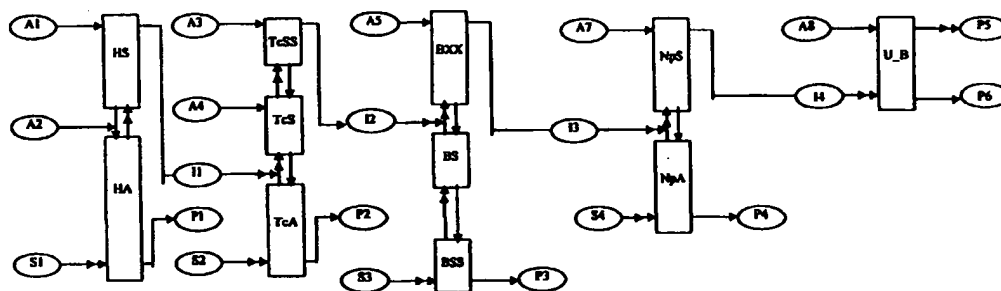 A1
HS
A2
HA
S1
P1
A3
TcSS
A4
TcS
I1
TcA
S2
P2
A5
BXX
I2
BS
S3
BSS
P3
I3
A7
NpS
NpA
S4
P4
A8
U_B
I4
P5
P6